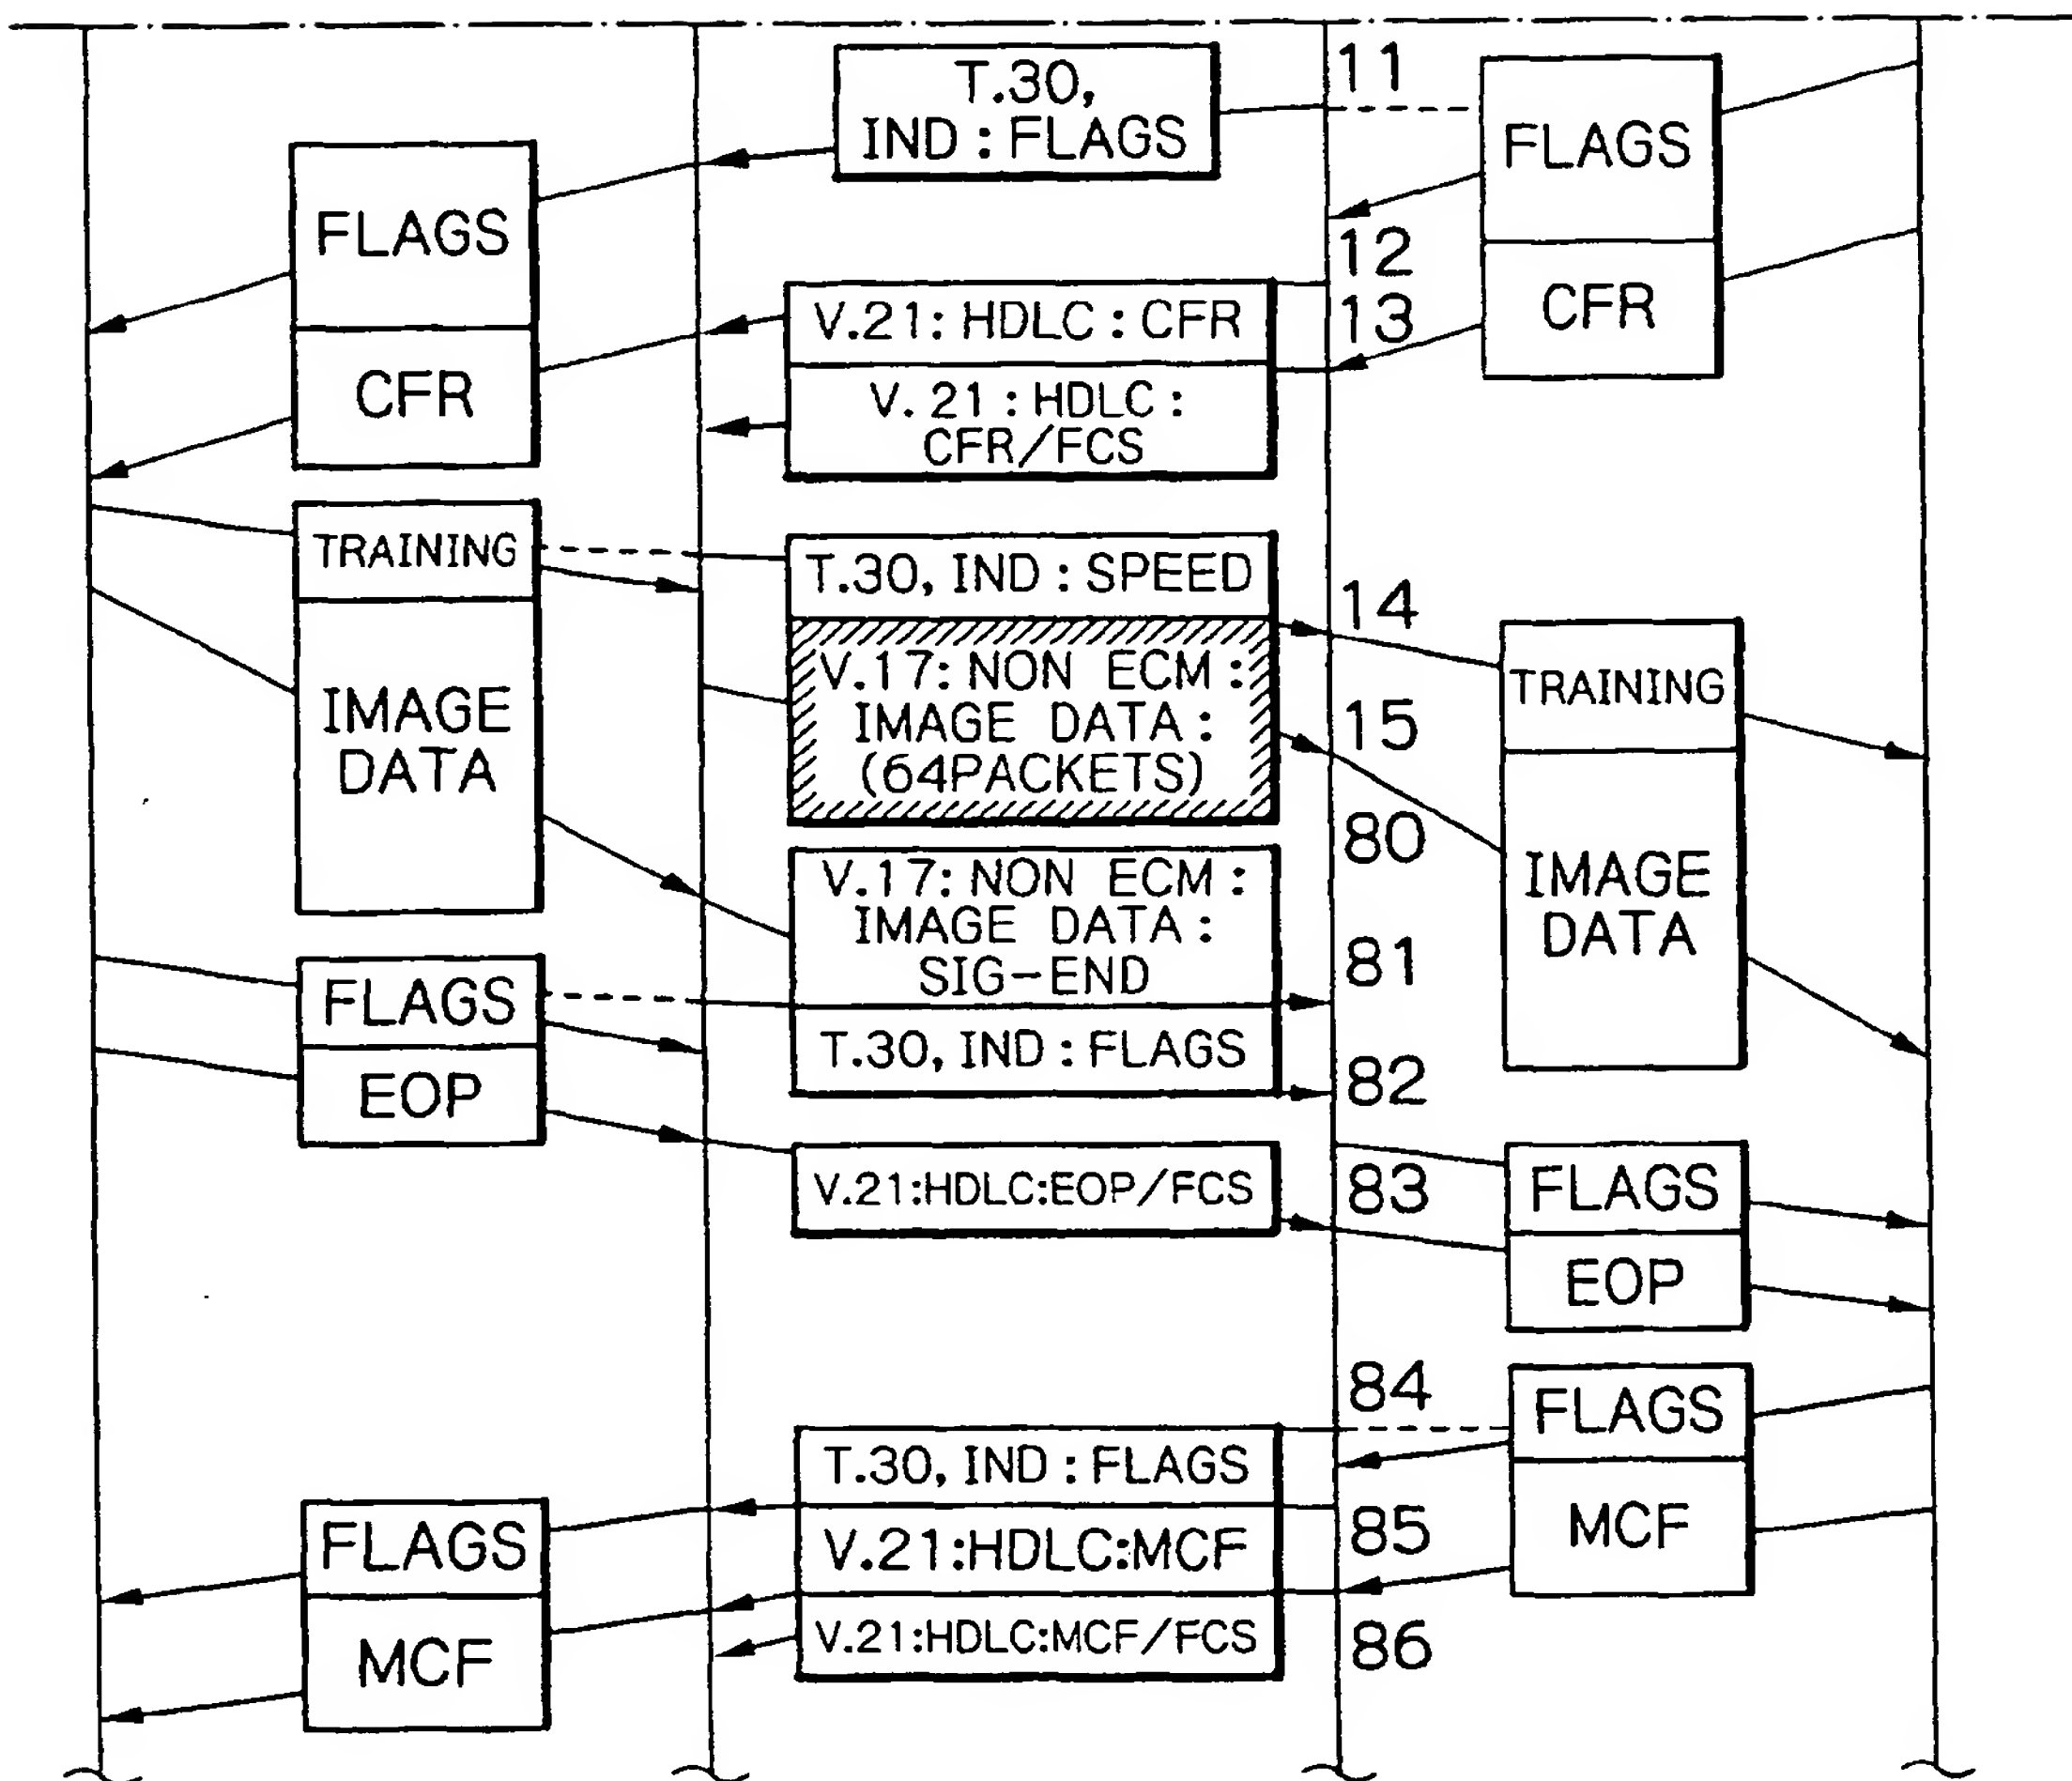 T.30,
IND : FLAGS
11
FLAGS
FLAGS
12
V.21: HDLC : CFR
13
CFR
CFR
V. 21 : HDLC :
CFR/FCS
TRAINING
T.30, IND : SPEED
14
V.17: NON ECM :
IMAGE DATA :
(64PACKETS)
TRAINING
IMAGE
DATA
15
80
V.17: NON ECM :
IMAGE DATA :
SIG-END
IMAGE
DATA
81
FLAGS
T.30, IND : FLAGS
82
EOP
V.21:HDLC:EOP/FCS
83
FLAGS
EOP
84
FLAGS
T.30, IND : FLAGS
FLAGS
V.21:HDLC:MCF
85
MCF
V.21:HDLC:MCF/FCS
86
MCF